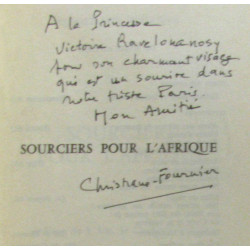 A la Princesse
Victoire Ravelomanosy
pour son charmant visage
qui est un sourire dans
notre triste Paris.
Mon Amitié
SOURCIERS POUR L'AFRIQUE
Christiane Fournier